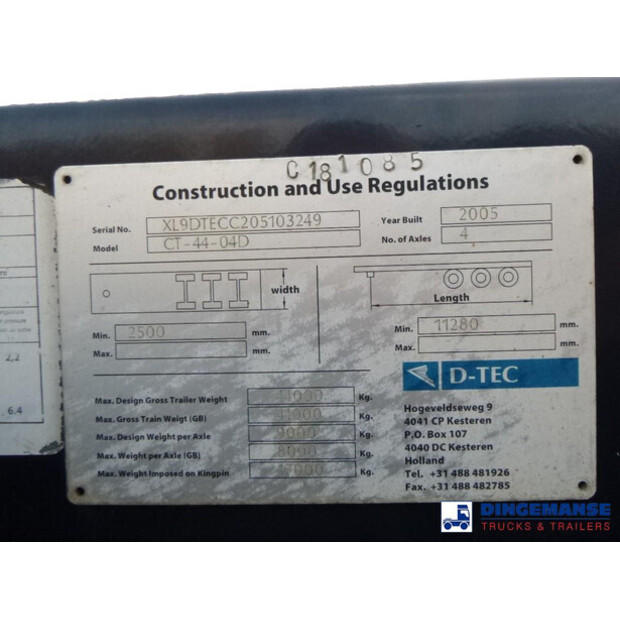 C181085
Construction and Use Regulations
Serial No. XL9DTECC205103249 Year Built 2005
Model CT-44-04D No. of Axles 4
width
Length
Min. 2500 mm. Min. 11280 mm.
Max. mm. Max. mm.
D-TEC
Max. Design Gross Trailer Weight Kg.
Max. Gross Train Weigt (GB) Kg.
Max. Design Weight per Axle 9000 Kg.
Max. Weight per Axle (GB) 8000 Kg.
Max. Weight Imposed on Kingpin Kg.
Hogeveldseweg 9
4041 CP Kesteren
P.O. Box 107
4040 DC Kesteren
Holland
Tel. +31 488 481926
Fax. +31 488 482785
2,2
6.4
DINGEMANSE
TRUCKS & TRAILERS